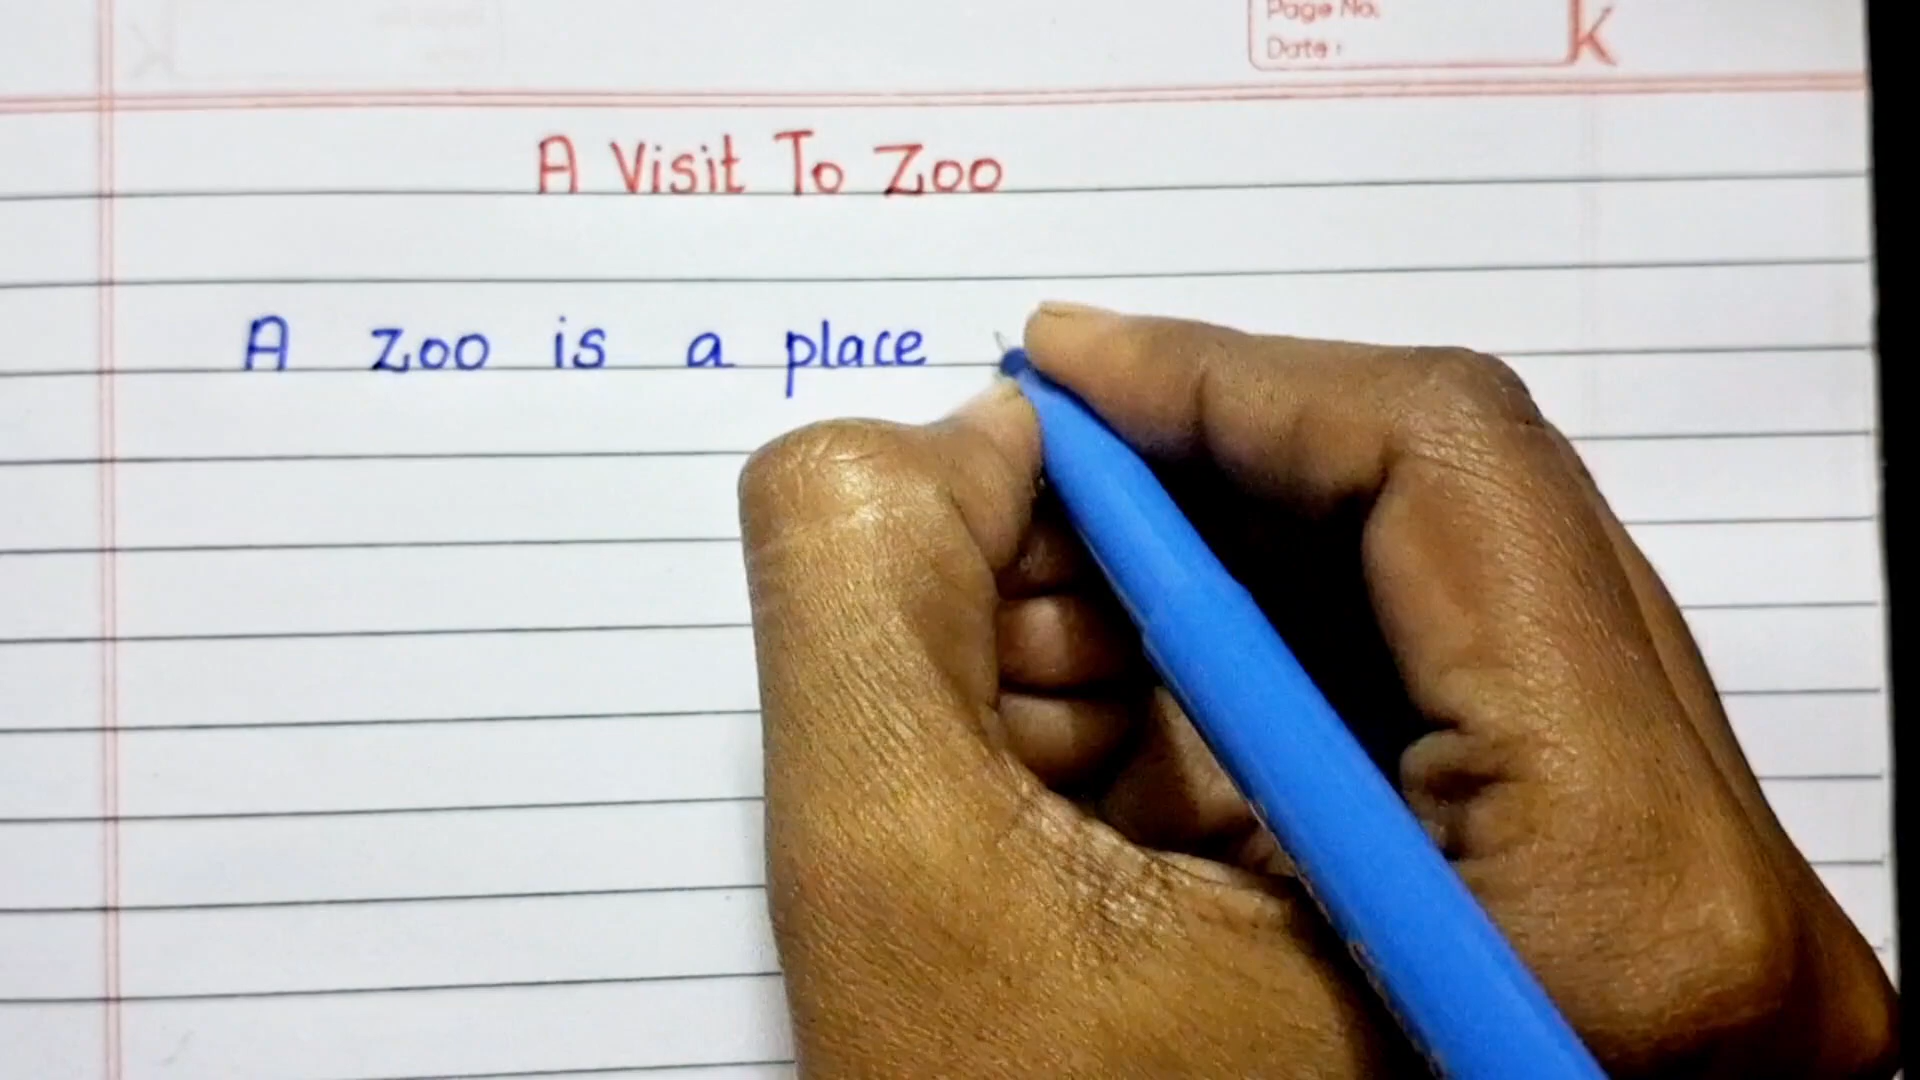 Page No.
Date :
K
A Visit To Zoo
A zoo is a place